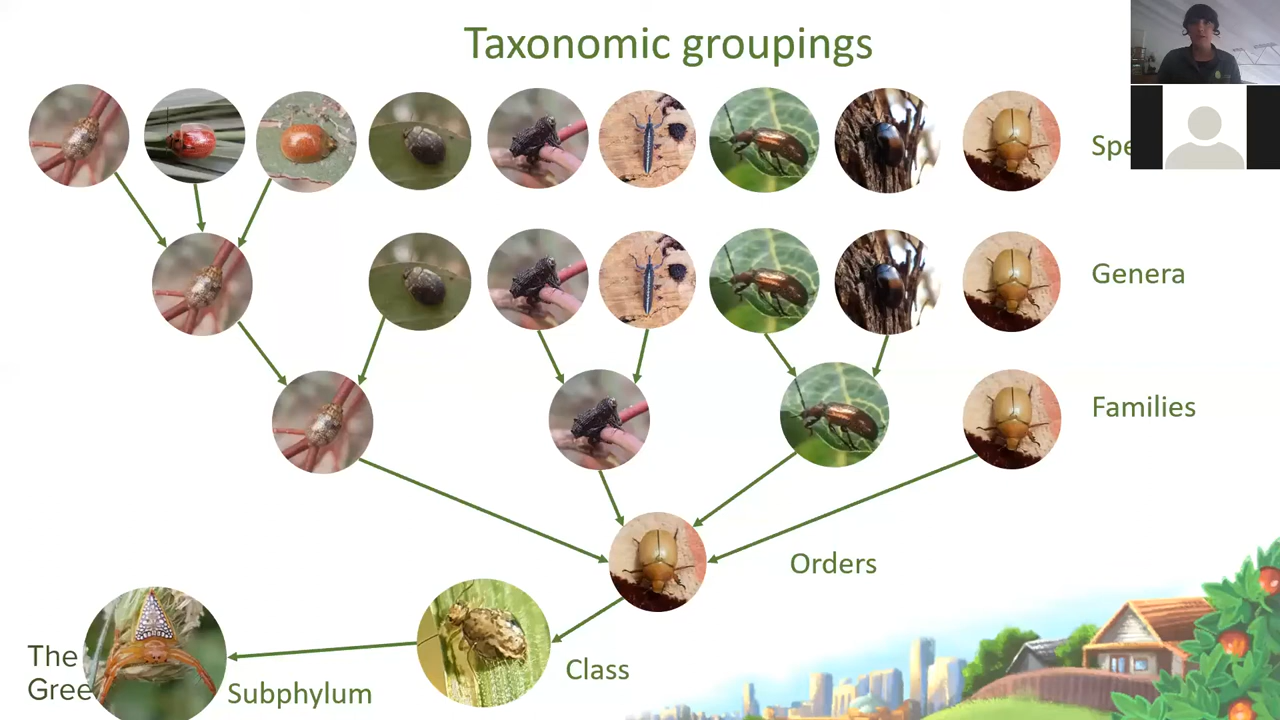 Taxonomic groupings
Spe
Genera
Families
Orders
Class
Subphylum
The
Gree